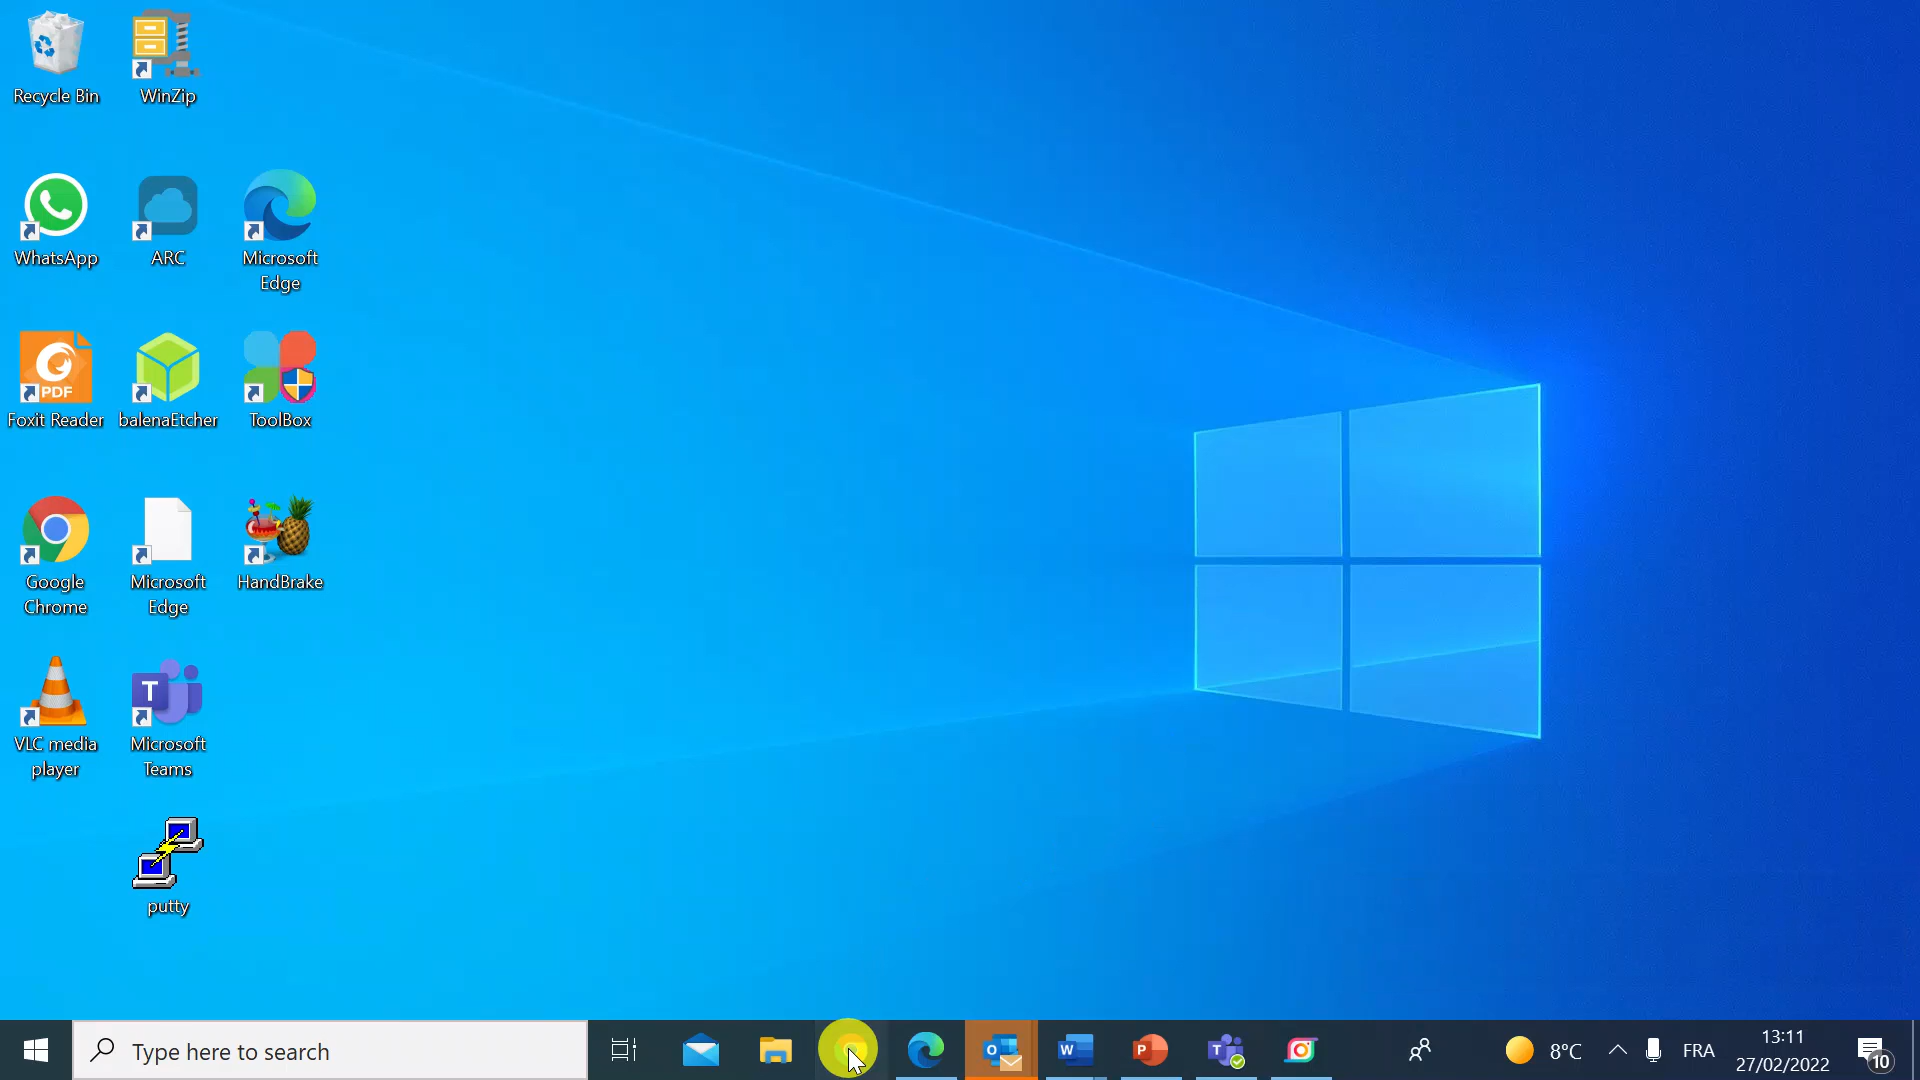 Recycle Bin
WinZip
WhatsApp
ARC
Microsoft
Edge
PDF
Foxit Reader
balenaEtcher
ToolBox
Google
Chrome
Microsoft
Edge
HandBrake
VLC media
player
T
Microsoft
Teams
putty
Type here to search
O
W
P
T
8°C
FRA
13:11
27/02/2022
10